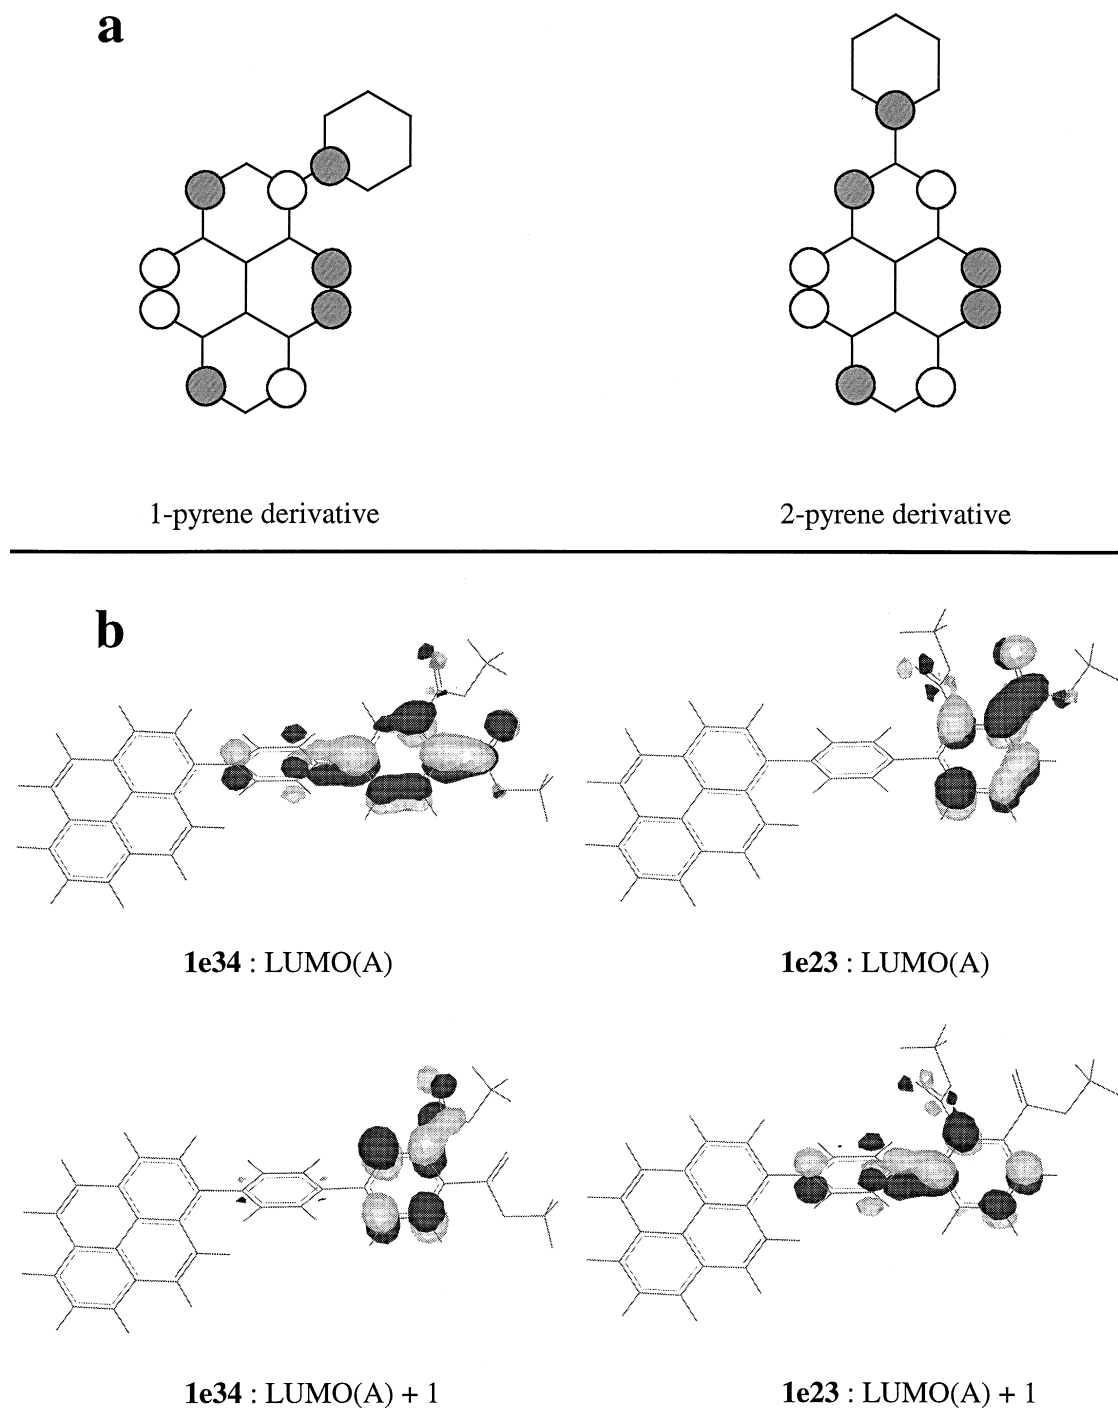 a
1-pyrene derivative
2-pyrene derivative
b
1e34 : LUMO(A)
1e23 : LUMO(A)
1e34 : LUMO(A) + 1
1e23 : LUMO(A) + 1